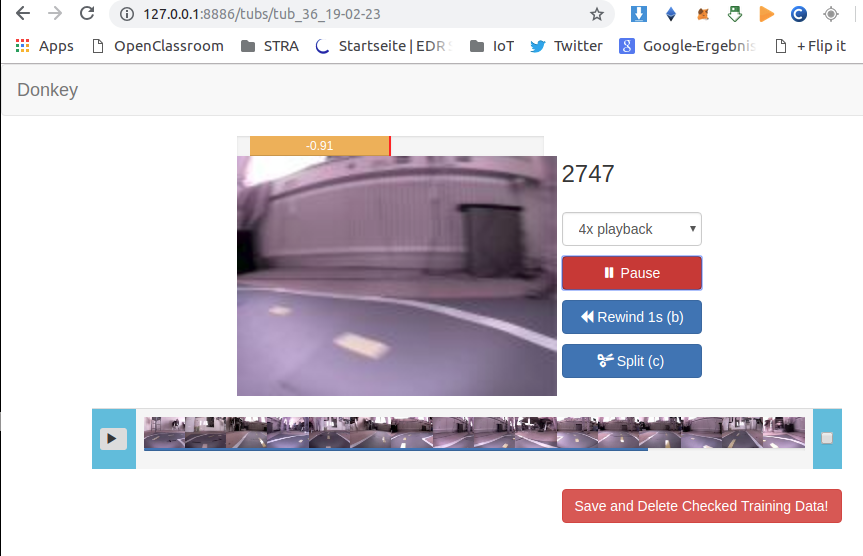 127.0.0.1:8886/tubs/tub_36_19-02-23
Apps OpenClassroom STRA Startseite | EDR IoT Twitter Google-Ergebnis + Flip it
Donkey
-0.91
2747
4x playback
Pause
Rewind 1s (b)
Split (c)
Save and Delete Checked Training Data!